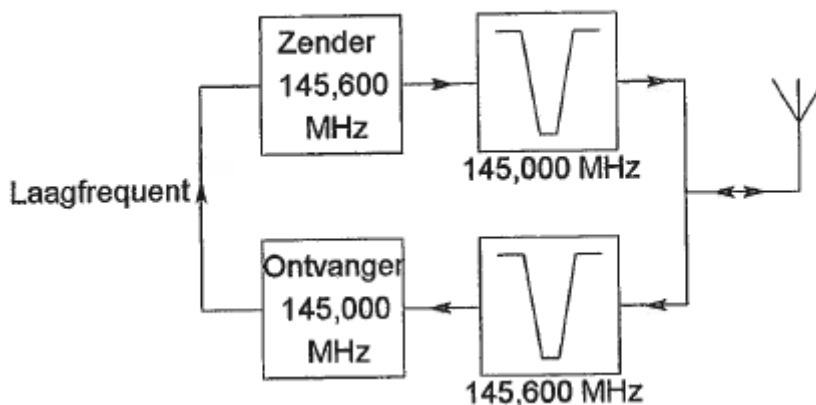 Zender
145,600
MHz
145,000 MHz
Laagfrequent
Ontvanger
145,000
MHz
145,600 MHz